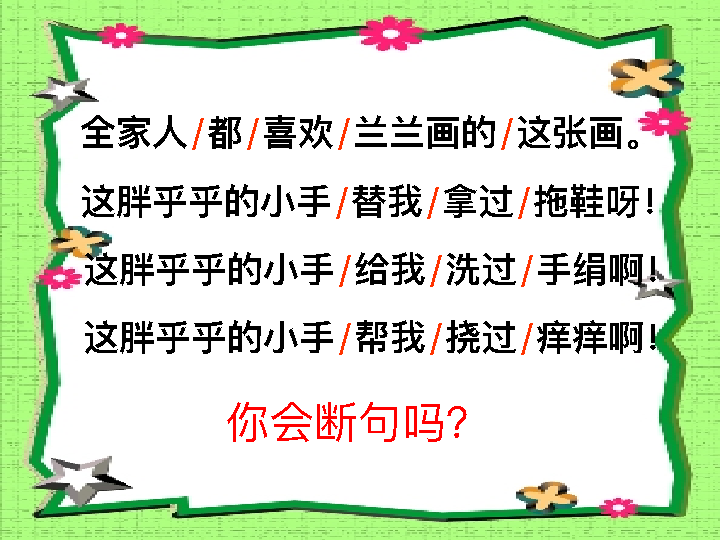 全家人/都/喜欢/兰兰画的/这张画。
这胖乎乎的小手/替我/拿过/拖鞋呀!
这胖乎乎的小手/给我/洗过/手绢啊!
这胖乎乎的小手/帮我/挠过/痒痒啊!
你会断句吗?